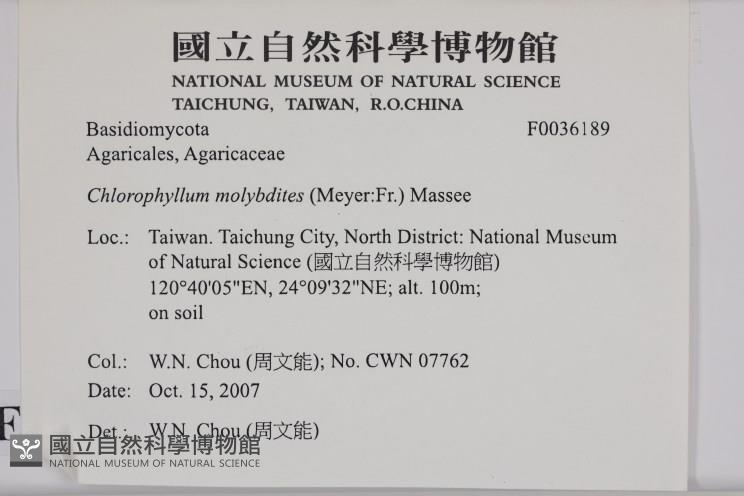 國立自然科學博物館
NATIONAL MUSEUM OF NATURAL SCIENCE
TAICHUNG, TAIWAN, R.O.CHINA
Basidiomycota F0036189
Agaricales, Agaricaceae
Chlorophyllum molybdites (Meyer:Fr.) Massee
Loc.: Taiwan. Taichung City, North District: National Museum
of Natural Science (國立自然科學博物館)
120°40'05"EN, 24°09'32"NE; alt. 100m;
on soil
Col.: W.N. Chou (周文能); No. CWN 07762
Date: Oct. 15, 2007
Det.: W.N. Chou (周文能)
國立自然科學博物館
NATIONAL MUSEUM OF NATURAL SCIENCE